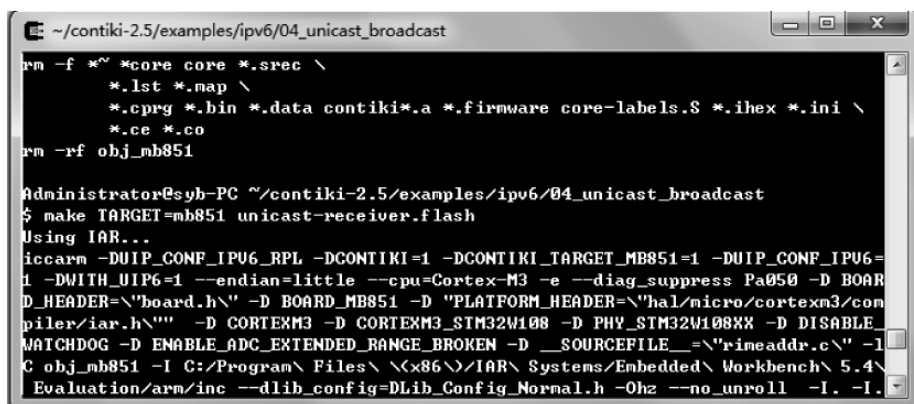 ~/contiki-2.5/examples/ipv6/04_unicast_broadcast
rm -f *~ *core core *.srec \
*.lst *.map \
*.cprg *.bin *.data contiki*.a *.firmware core-labels.S *.ihex *.ini \
*.ce *.co
rm -rf obj_mb851
Administrator@syb-PC ~/contiki-2.5/examples/ipv6/04_unicast_broadcast
$ make TARGET=mb851 unicast-receiver.flash
Using IAR...
iccarm -DUIP_CONF_IPV6_RPL -DCONTIKI=1 -DCONTIKI_TARGET_MB851=1 -DUIP_CONF_IPV6=
1 -DWITH_UIP6=1 --endian=little --cpu=Cortex-M3 -e --diag_suppress Pa050 -D BOAR
D_HEADER=\"board.h\" -D BOARD_MB851 -D "PLATFORM_HEADER=\"hal/micro/cortexm3/com
piler/iar.h\"" -D CORTEXM3 -D CORTEXM3_STM32W108 -D PHY_STM32W108XX -D DISABLE_
WATCHDOG -D ENABLE_ADC_EXTENDED_RANGE_BROKEN -D __SOURCEFILE__=\"rimeaddr.c\" -l
C obj_mb851 -I C:/Program\ Files\ \(x86\)/IAR\ Systems/Embedded\ Workbench\ 5.4\
Evaluation/arm/inc --dlib_config=DLib_Config_Normal.h -Ohz --no_unroll -I. -I.